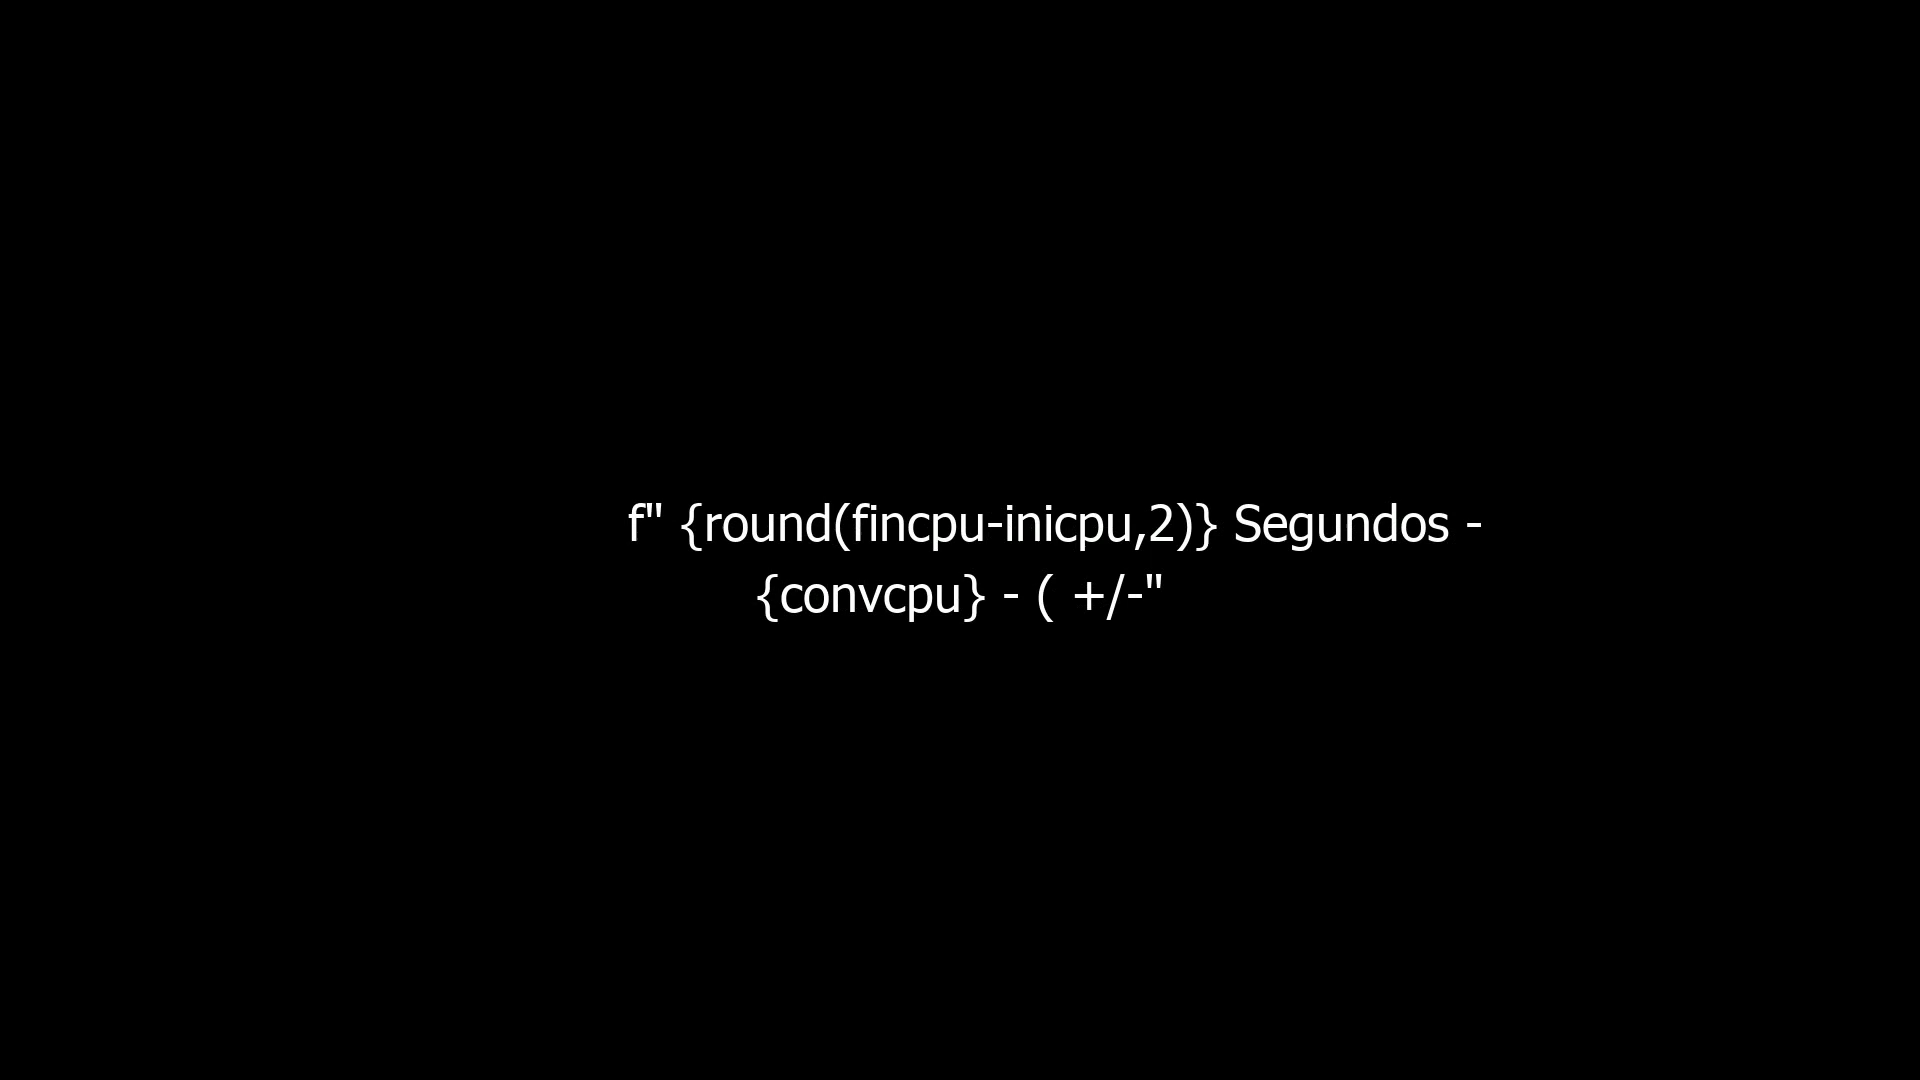 f" {round(fincpu-inicpu,2)} Segundos -
{convcpu} - ( +/-"